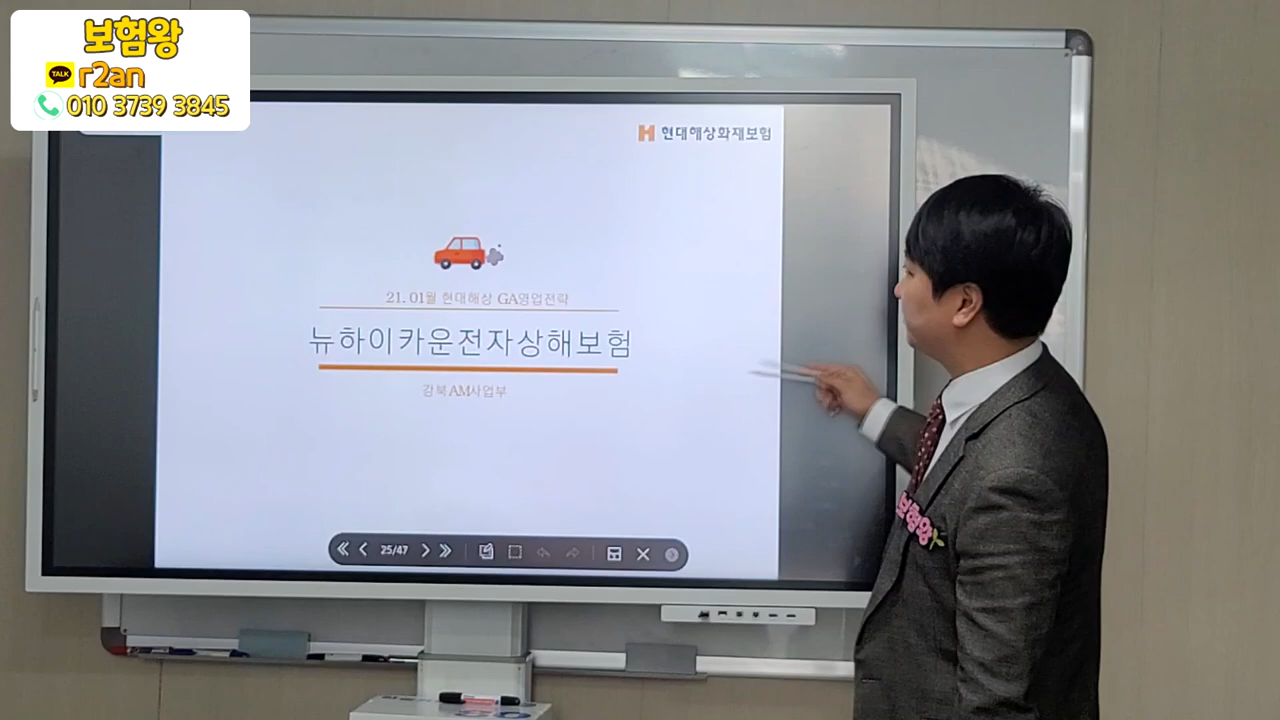 보험왕
TALK r2an
010 3739 3845
현대해상화재보험
21. 01월 현대해상 GA영업전략
뉴하이카운전자상해보험
강북AM사업부
25/47
보험왕